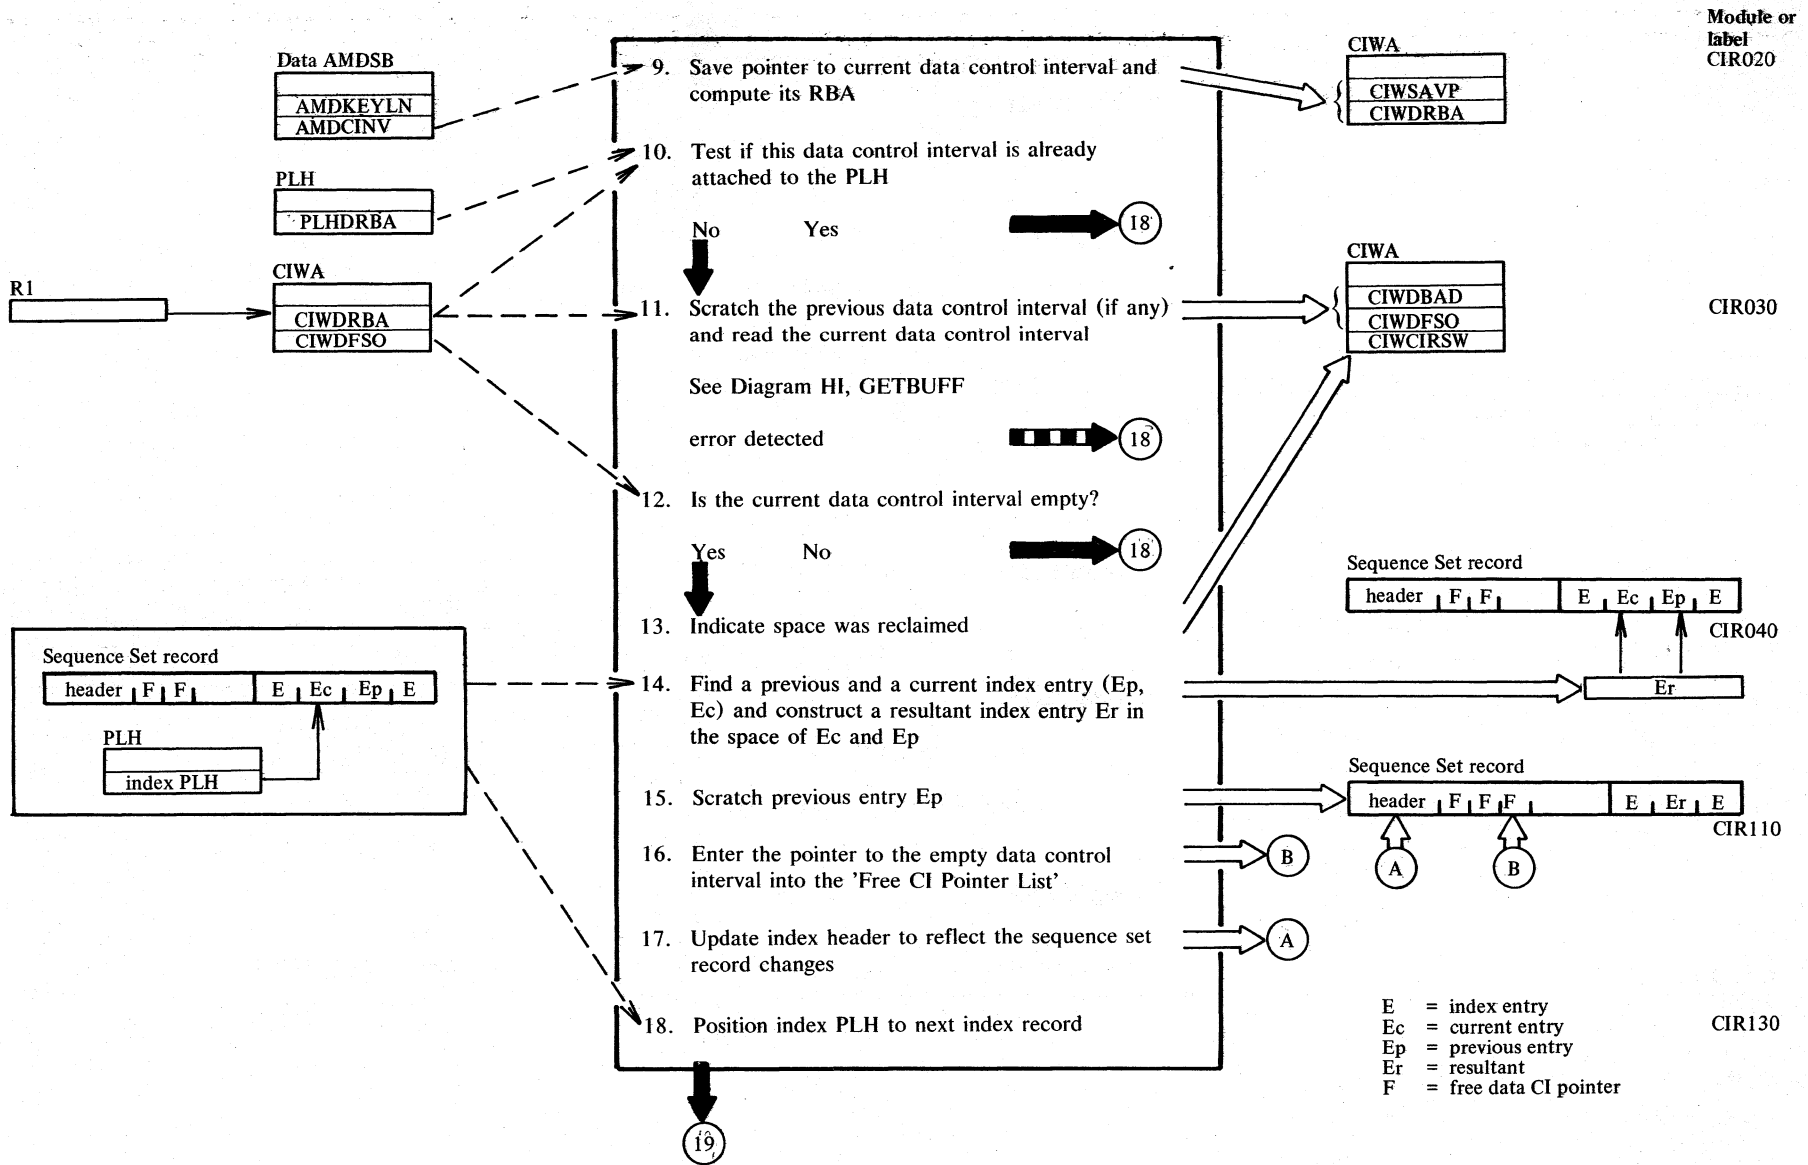 Module or
label
CIR020
Data AMDSB
AMDKEYLN
AMDCINV
9. Save pointer to current data control interval and
compute its RBA
CIWA
CIWSAVP
CIWDRBA
PLH
PLHDRBA
10. Test if this data control interval is already
attached to the PLH
No Yes 18
R1
CIWA
CIWDRBA
CIWDFSO
11. Scratch the previous data control interval (if any)
and read the current data control interval
CIWA
CIWDBAD
CIWDFSO
CIWCIRSW
CIR030
See Diagram HI, GETBUFF
error detected 18
12. Is the current data control interval empty?
Yes No 18
13. Indicate space was reclaimed
Sequence Set record
header F F E Ec Ep E
CIR040
Er
Sequence Set record
header F F E Ec Ep E
PLH
index PLH
14. Find a previous and a current index entry (Ep,
Ec) and construct a resultant index entry Er in
the space of Ec and Ep
15. Scratch previous entry Ep
Sequence Set record
header F F F E Er E
CIR110
A B
16. Enter the pointer to the empty data control
interval into the 'Free CI Pointer List'
B
17. Update index header to reflect the sequence set
record changes
A
18. Position index PLH to next index record
CIR130
E = index entry
Ec = current entry
Ep = previous entry
Er = resultant
F = free data CI pointer
19